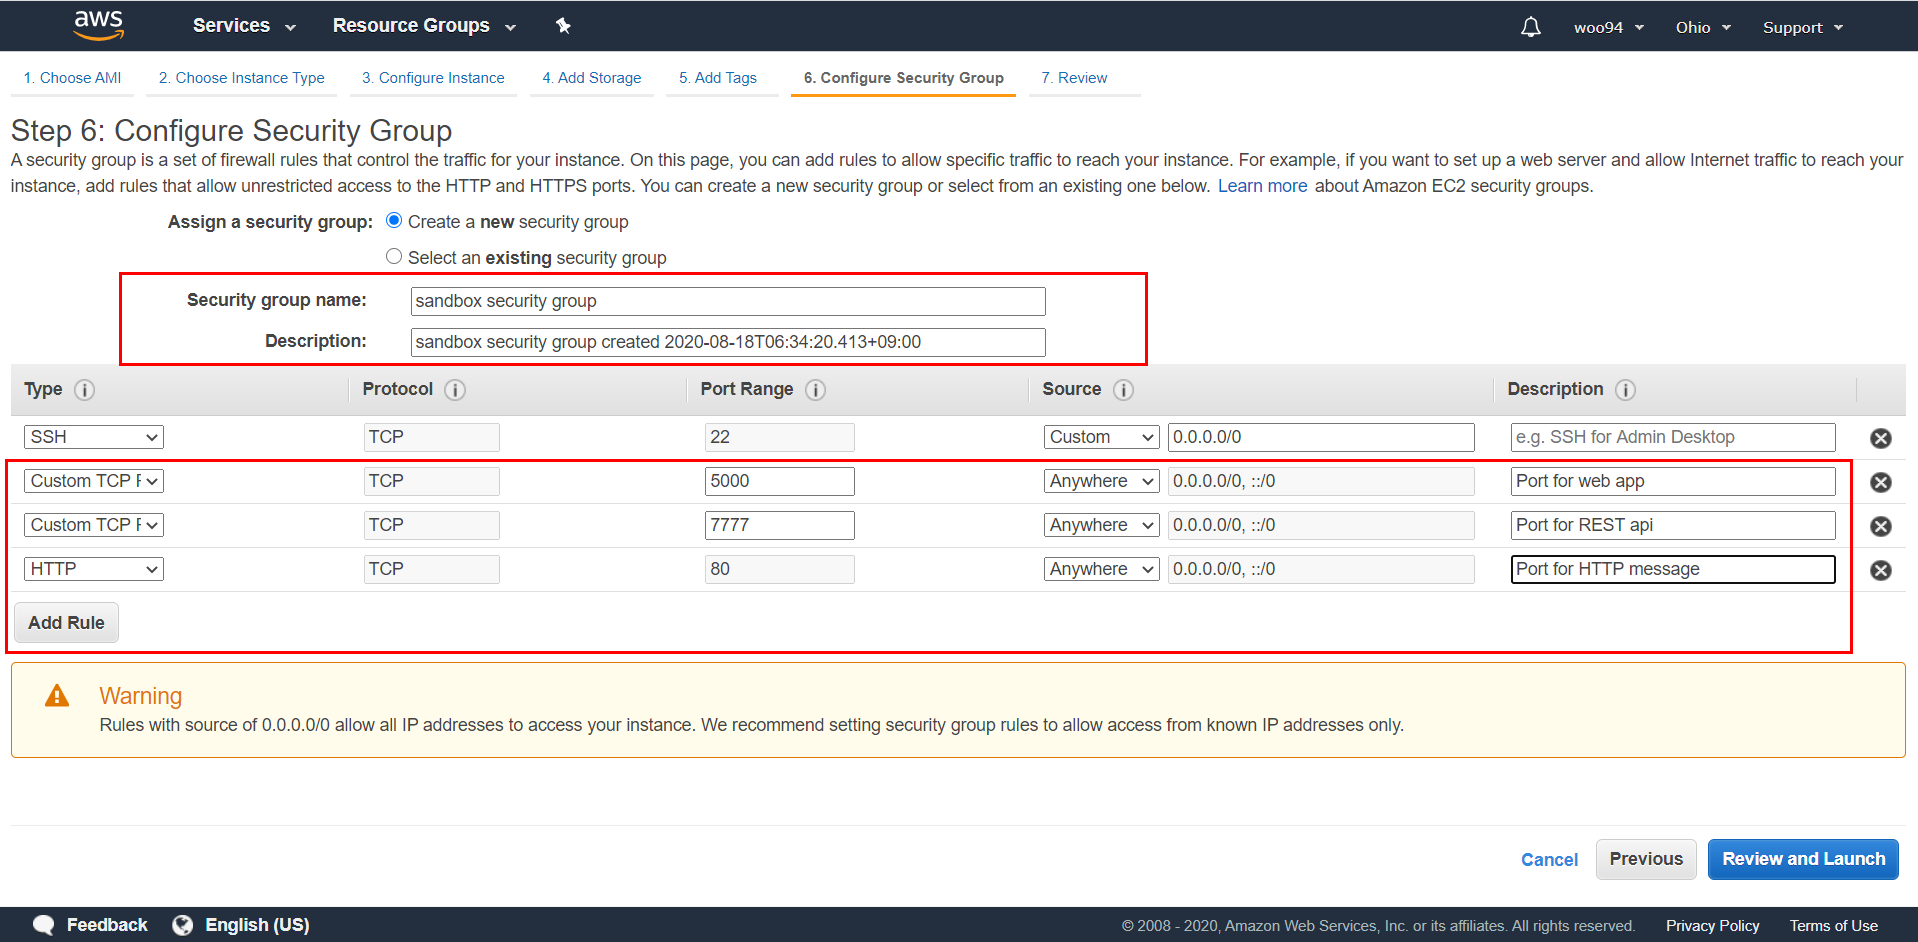 aws Services Resource Groups woo94 Ohio Support
1. Choose AMI 2. Choose Instance Type 3. Configure Instance 4. Add Storage 5. Add Tags 6. Configure Security Group 7. Review
Step 6: Configure Security Group
A security group is a set of firewall rules that control the traffic for your instance. On this page, you can add rules to allow specific traffic to reach your instance. For example, if you want to set up a web server and allow Internet traffic to reach your
instance, add rules that allow unrestricted access to the HTTP and HTTPS ports. You can create a new security group or select from an existing one below. Learn more about Amazon EC2 security groups.
Assign a security group: Create a new security group
Select an existing security group
Security group name: sandbox security group
Description: sandbox security group created 2020-08-18T06:34:20.413+09:00
Type i Protocol i Port Range i Source i Description i
SSH TCP 22 Custom 0.0.0.0/0 e.g. SSH for Admin Desktop
Custom TCP F TCP 5000 Anywhere 0.0.0.0/0, ::/0 Port for web app
Custom TCP F TCP 7777 Anywhere 0.0.0.0/0, ::/0 Port for REST api
HTTP TCP 80 Anywhere 0.0.0.0/0, ::/0 Port for HTTP message
Add Rule
Warning
Rules with source of 0.0.0.0/0 allow all IP addresses to access your instance. We recommend setting security group rules to allow access from known IP addresses only.
Cancel Previous Review and Launch
Feedback English (US) © 2008 - 2020, Amazon Web Services, Inc. or its affiliates. All rights reserved. Privacy Policy Terms of Use